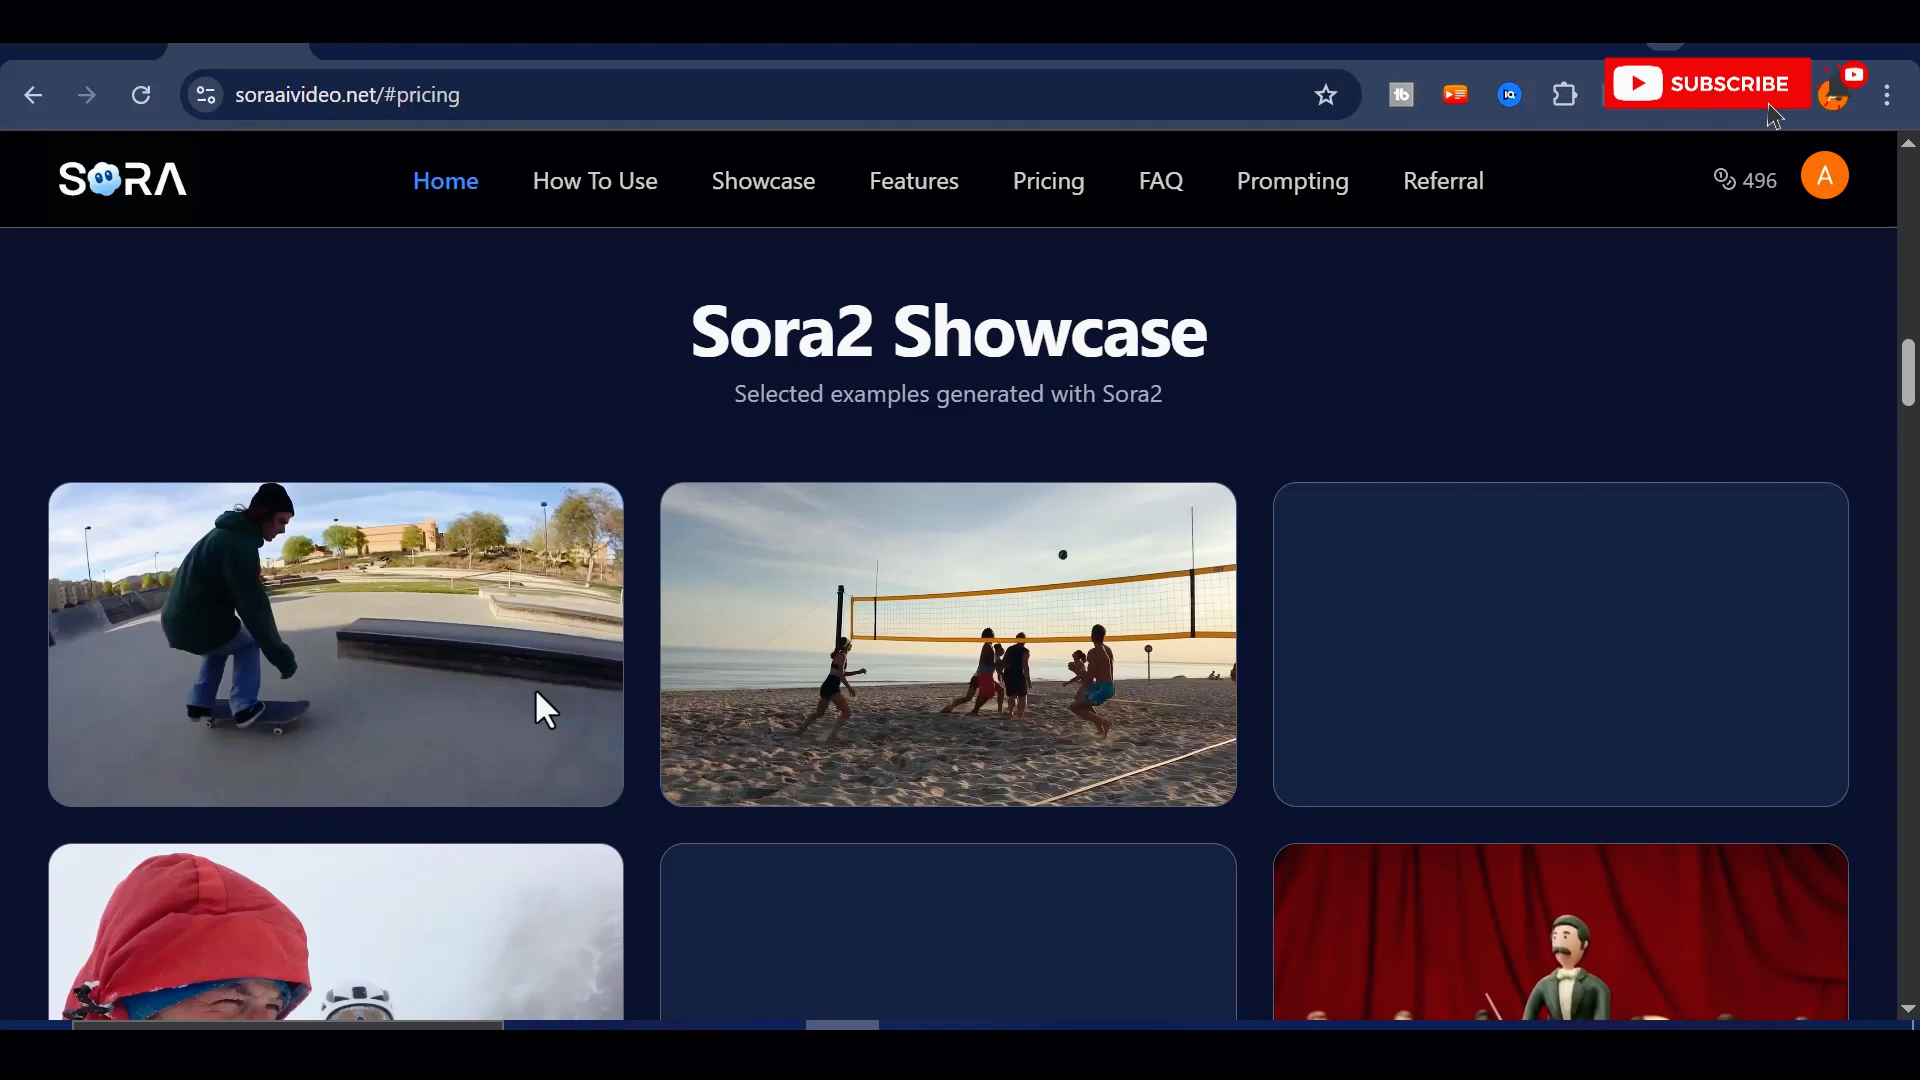 soraaivideo.net/#pricing
SUBSCRIBE
SORA
Home
How To Use
Showcase
Features
Pricing
FAQ
Prompting
Referral
496
A
Sora2 Showcase
Selected examples generated with Sora2